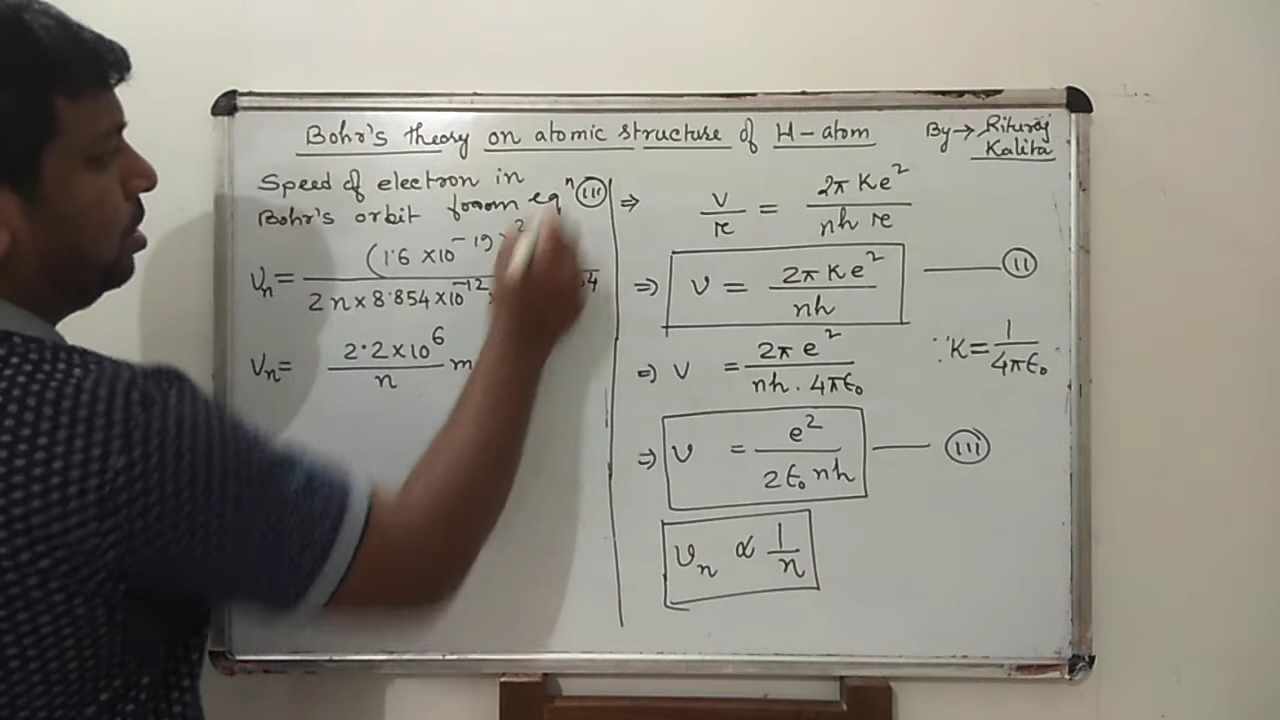 Bohr's theory on atomic structure of H-atom
By → Rituraj
Kalita
Speed of electron in
Bohr's orbit from eqⁿ (III)
Vn = (1.6 ×10⁻¹⁹)² / 2n×8.854×10⁻¹²
Vn = 2.2×10⁶ / n m
⇒ v/r = 2π Ke² / nh r
⇒ v = 2π Ke² / nh — (II)
⇒ v = 2π e² / nh . 4πϵ₀ ∵ K = 1 / 4πϵ₀
⇒ v = e² / 2ϵ₀ nh — (III)
vn ∝ 1/n